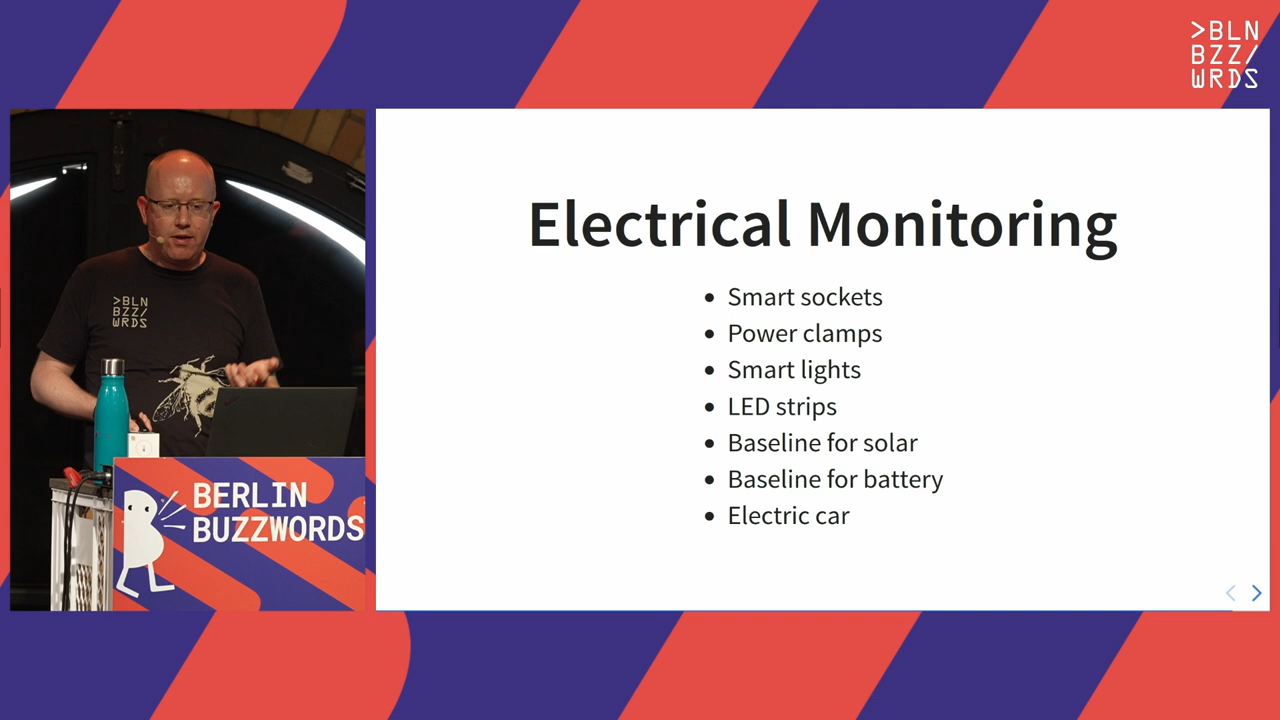 >BLN
BZZ/
WRDS
>BLN
BZZ/
WRDS
BERLIN
BUZZWORDS
Electrical Monitoring
• Smart sockets
• Power clamps
• Smart lights
• LED strips
• Baseline for solar
• Baseline for battery
• Electric car